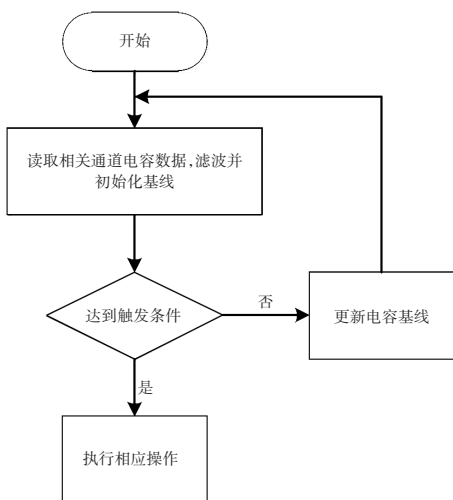 开始
读取相关通道电容数据,滤波并
初始化基线
达到触发条件
否
更新电容基线
是
执行相应操作